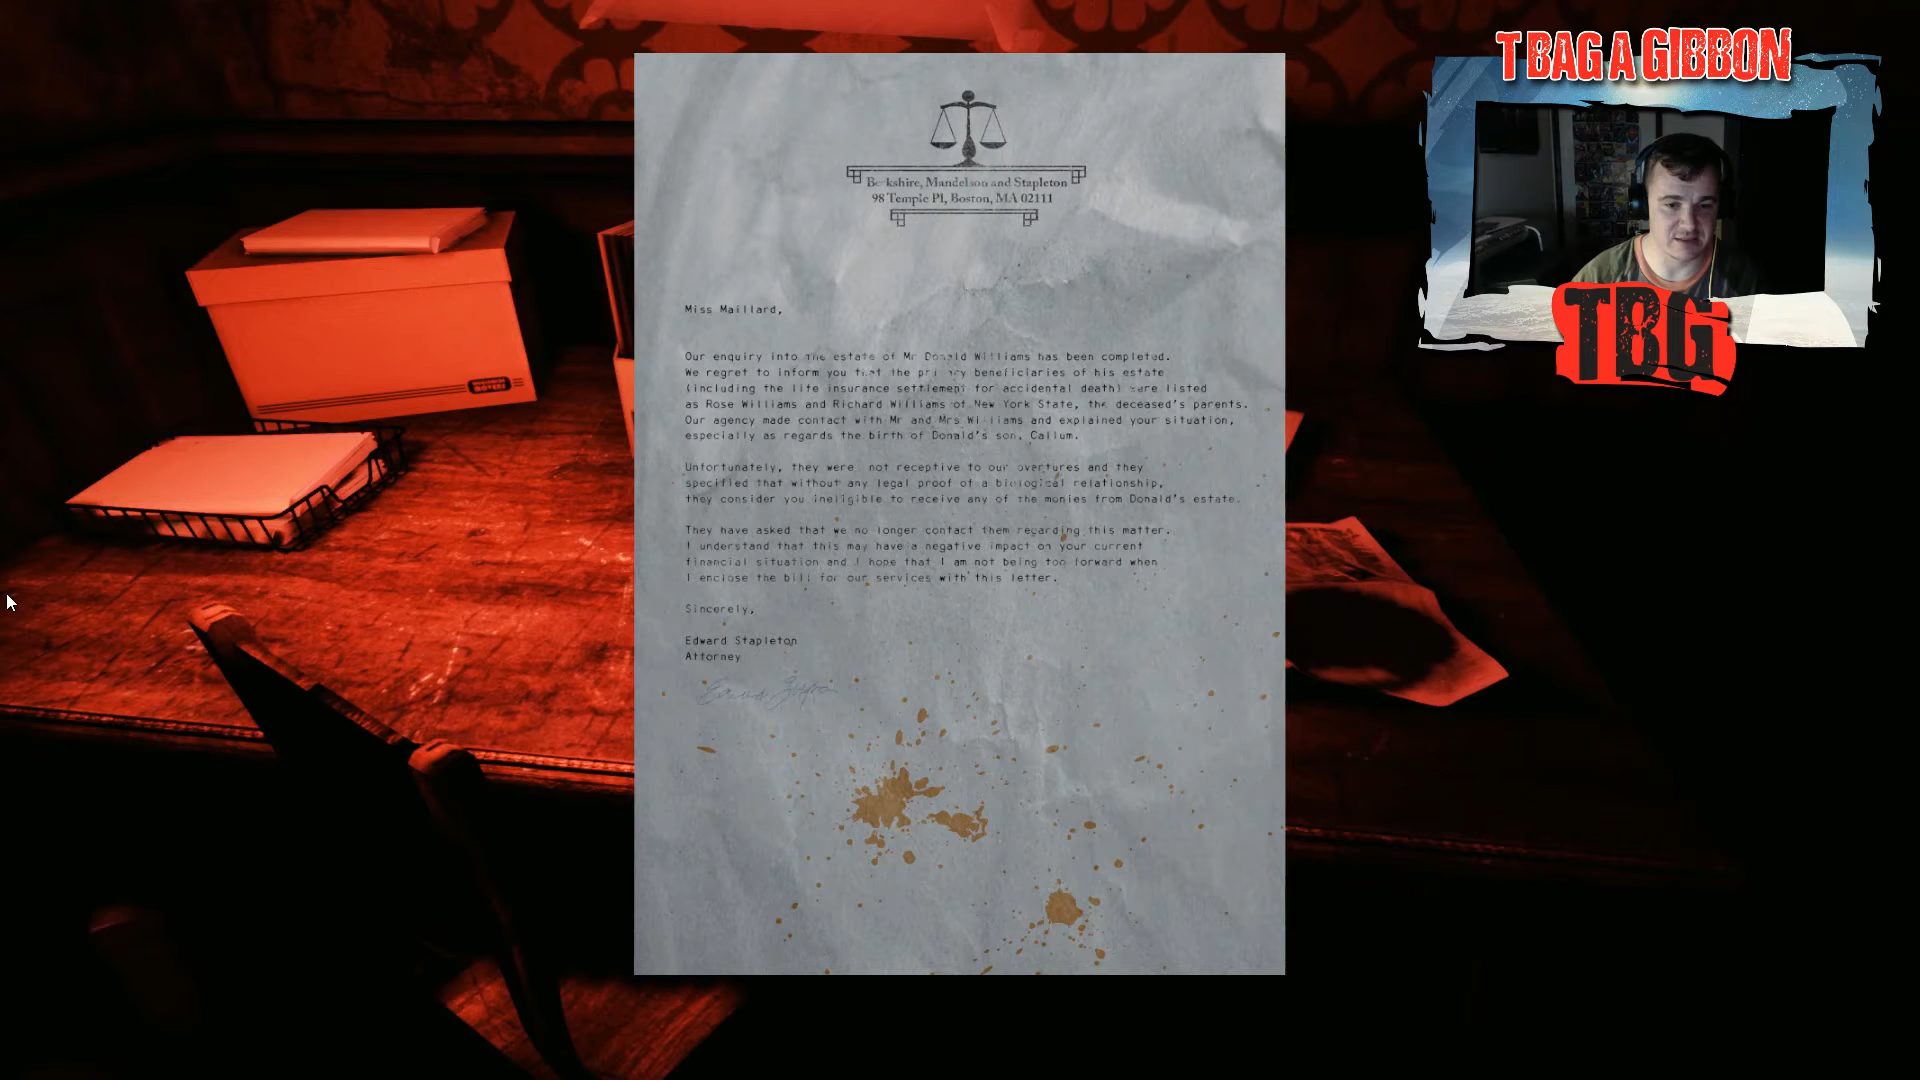 T BAG A GIBBON
TBG
Berkshire, Mandelson and Stapleton
98 Temple Pl, Boston, MA 02111
Miss Maillard,
Our enquiry into the estate of Mr Donald Williams has been completed.
We regret to inform you that the primary beneficiaries of his estate
(including the life insurance settlement for accidental death) were listed
as Rose Williams and Richard Williams of New York State, the deceased's parents.
Our agency made contact with Mr and Mrs Williams and explained your situation,
especially as regards the birth of Donald's son, Callum.
Unfortunately, they were not receptive to our overtures and they
specified that without any legal proof of a biological relationship,
they consider you ineligible to receive any of the monies from Donald's estate.
They have asked that we no longer contact them regarding this matter.
I understand that this may have a negative impact on your current
financial situation and I hope that I am not being too forward when
I enclose the bill for our services with this letter.
Sincerely,
Edward Stapleton
Attorney